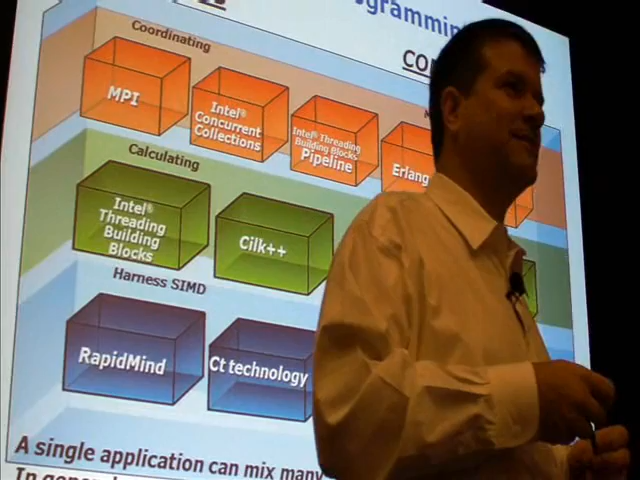 Coordinating
MPI
Intel®
Concurrent
Collections
Intel® Threading
Building Blocks
Pipeline
Erlang
Calculating
Intel®
Threading
Building
Blocks
Cilk++
Harness SIMD
RapidMind
Ct technology
A single application can mix many